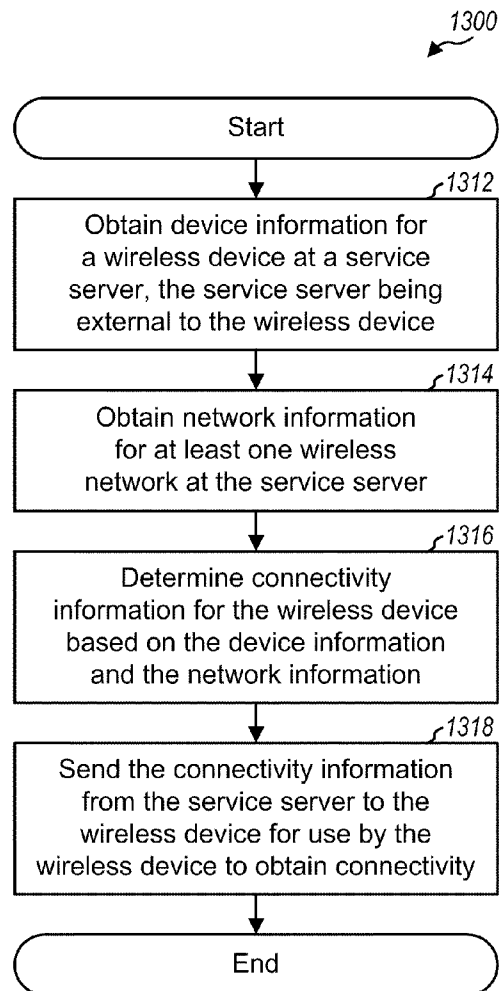 1300
Start
1312
Obtain device information for
a wireless device at a service
server, the service server being
external to the wireless device
1314
Obtain network information
for at least one wireless
network at the service server
1316
Determine connectivity
information for the wireless device
based on the device information
and the network information
1318
Send the connectivity information
from the service server to the
wireless device for use by the
wireless device to obtain connectivity
End